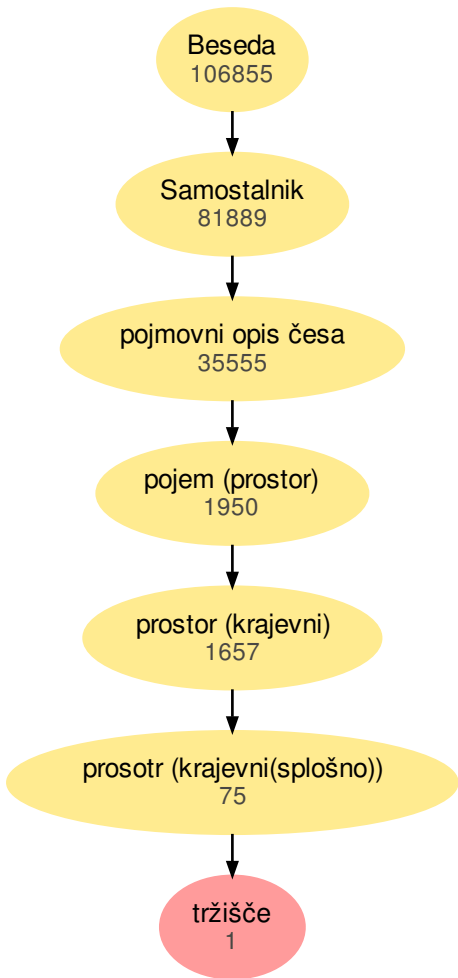 Beseda
106855
Samostalnik
81889
pojmovni opis česa
35555
pojem (prostor)
1950
prostor (krajevni)
1657
prosotr (krajevni(splošno))
75
tržišče
1